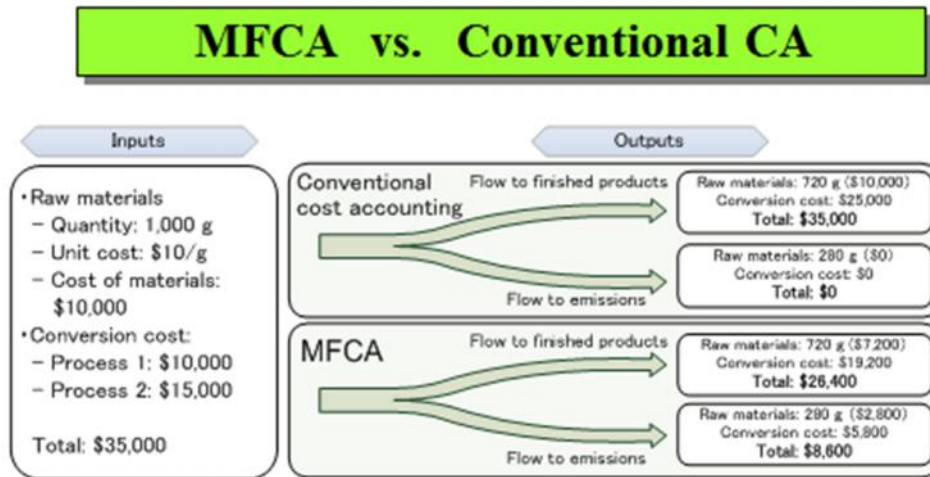 MFCA vs. Conventional CA
Inputs
•Raw materials
– Quantity: 1,000 g
– Unit cost: $10/g
– Cost of materials:
$10,000
•Conversion cost:
– Process 1: $10,000
– Process 2: $15,000
Total: $35,000
Outputs
Conventional
cost accounting
Flow to finished products
Raw materials: 720 g ($10,000)
Conversion cost: $25,000
Total: $35,000
Flow to emissions
Raw materials: 280 g ($0)
Conversion cost: $0
Total: $0
MFCA
Flow to finished products
Raw materials: 720 g ($7,200)
Conversion cost: $19,200
Total: $26,400
Flow to emissions
Raw materials: 280 g ($2,800)
Conversion cost: $5,800
Total: $8,600